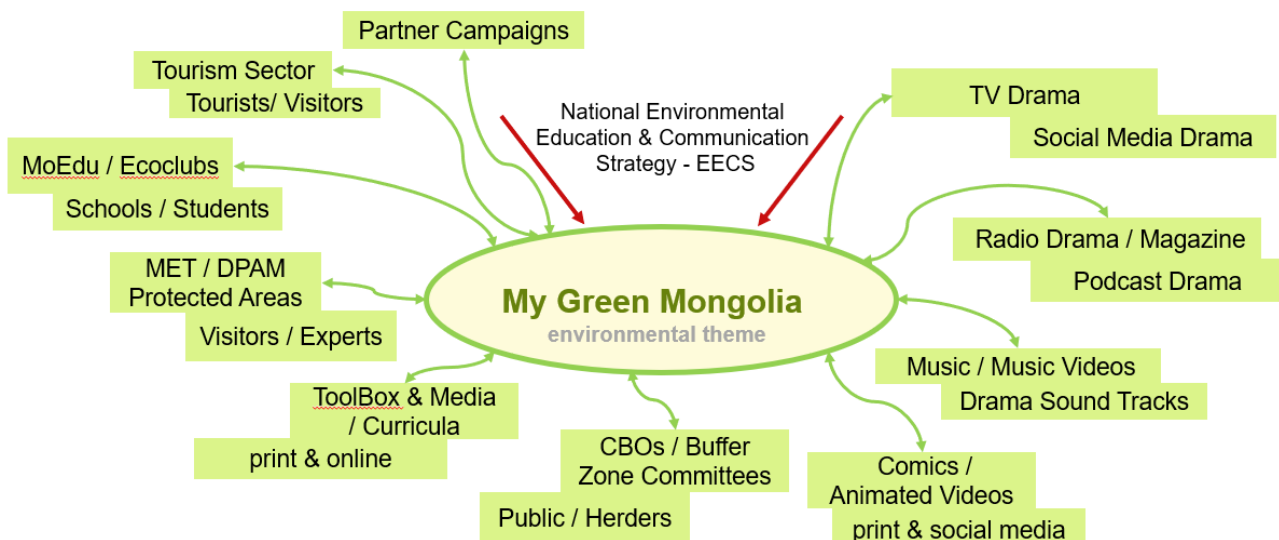 Partner Campaigns
Tourism Sector
Tourists/ Visitors
National Environmental
Education & Communication
Strategy - EECS
TV Drama
Social Media Drama
MoEdu / Ecoclubs
Schools / Students
Radio Drama / Magazine
Podcast Drama
MET / DPAM
Protected Areas
Visitors / Experts
My Green Mongolia
environmental theme
Music / Music Videos
Drama Sound Tracks
ToolBox & Media
/ Curricula
print & online
CBOs / Buffer
Zone Committees
Public / Herders
Comics /
Animated Videos
print & social media